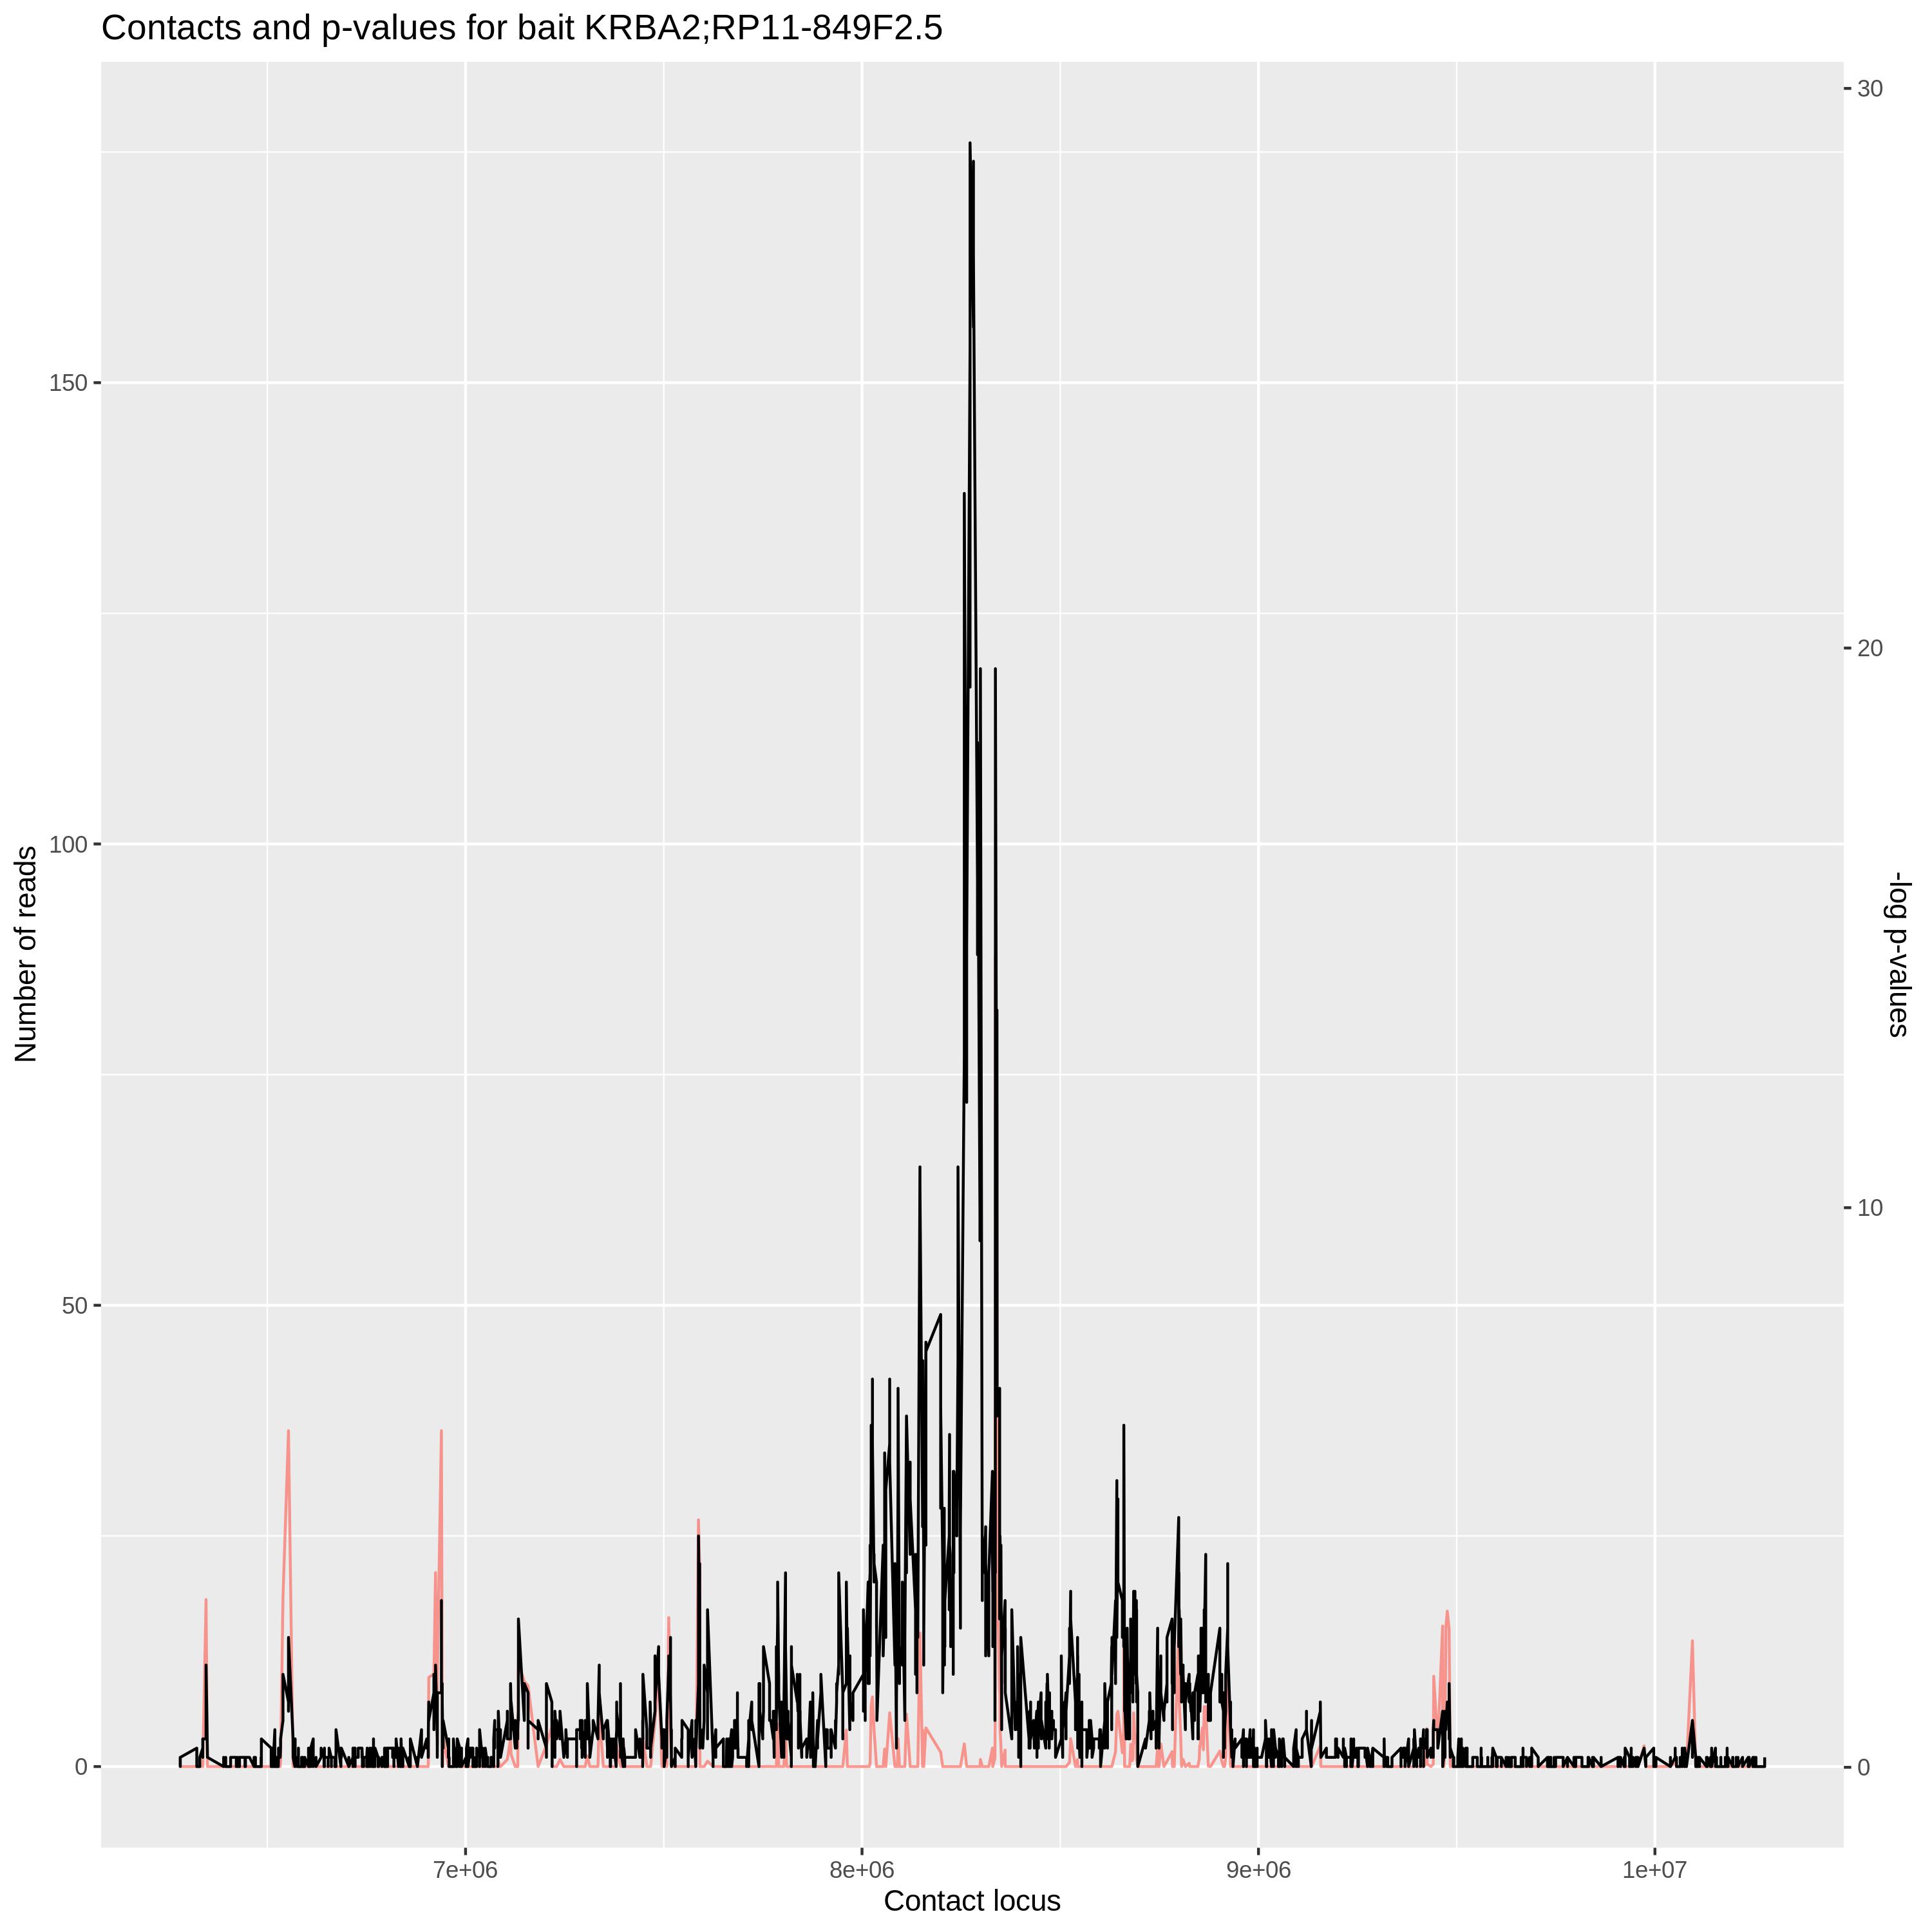 Contacts and p-values for bait KRBA2;RP11-849F2.5
Number of reads
150
100
50
0
30
20
10
0
-log p-values
7e+06
8e+06
9e+06
1e+07
Contact locus